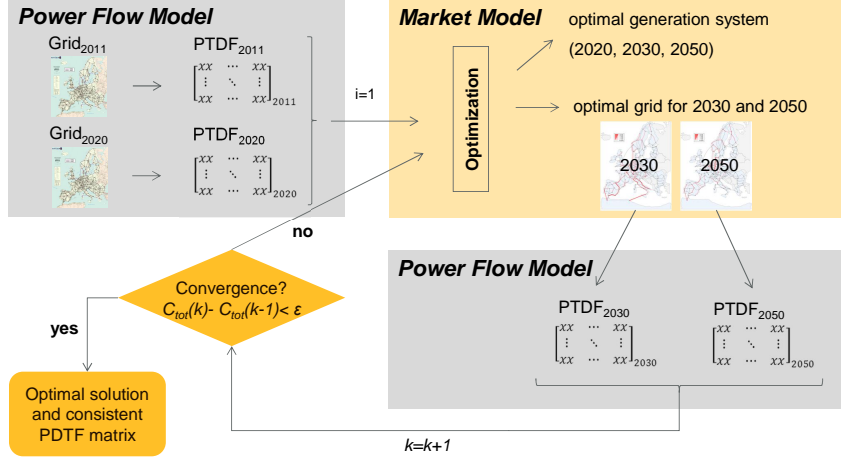 Power Flow Model
Grid2011
PTDF2011
[xx ⋯ xx
⋮ ⋱ ⋮
xx ⋯ xx]2011
Grid2020
PTDF2020
[xx ⋯ xx
⋮ ⋱ ⋮
xx ⋯ xx]2020
i=1
Market Model
Optimization
optimal generation system
(2020, 2030, 2050)
optimal grid for 2030 and 2050
2030
2050
Power Flow Model
PTDF2030
[xx ⋯ xx
⋮ ⋱ ⋮
xx ⋯ xx]2030
PTDF2050
[xx ⋯ xx
⋮ ⋱ ⋮
xx ⋯ xx]2050
k=k+1
no
Convergence?
Ctot(k)- Ctot(k-1)< ε
yes
Optimal solution
and consistent
PDTF matrix